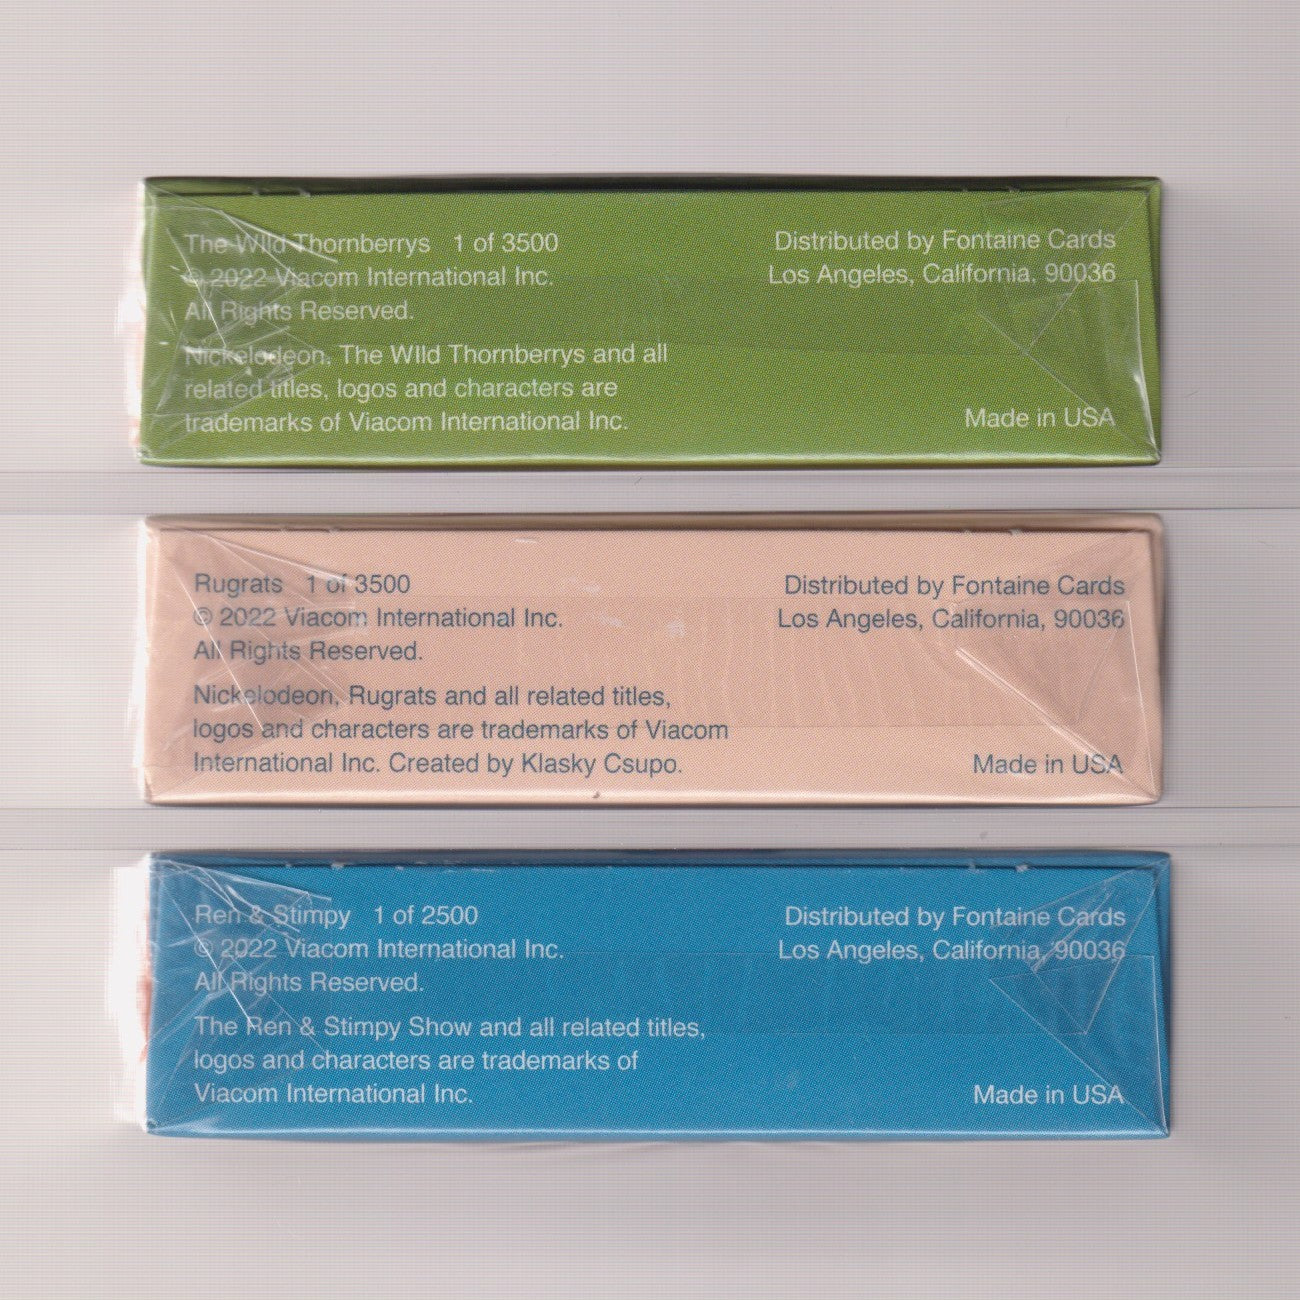 The WIld Thornberrys 1 of 3500
© 2022 Viacom International Inc.
All Rights Reserved.
Nickelodeon, The WIld Thornberrys and all
related titles, logos and characters are
trademarks of Viacom International Inc.
Distributed by Fontaine Cards
Los Angeles, California, 90036
Made in USA
Rugrats 1 of 3500
© 2022 Viacom International Inc.
All Rights Reserved.
Nickelodeon, Rugrats and all related titles,
logos and characters are trademarks of Viacom
International Inc. Created by Klasky Csupo.
Distributed by Fontaine Cards
Los Angeles, California, 90036
Made in USA
Ren & Stimpy 1 of 2500
© 2022 Viacom International Inc.
All Rights Reserved.
The Ren & Stimpy Show and all related titles,
logos and characters are trademarks of
Viacom International Inc.
Distributed by Fontaine Cards
Los Angeles, California, 90036
Made in USA